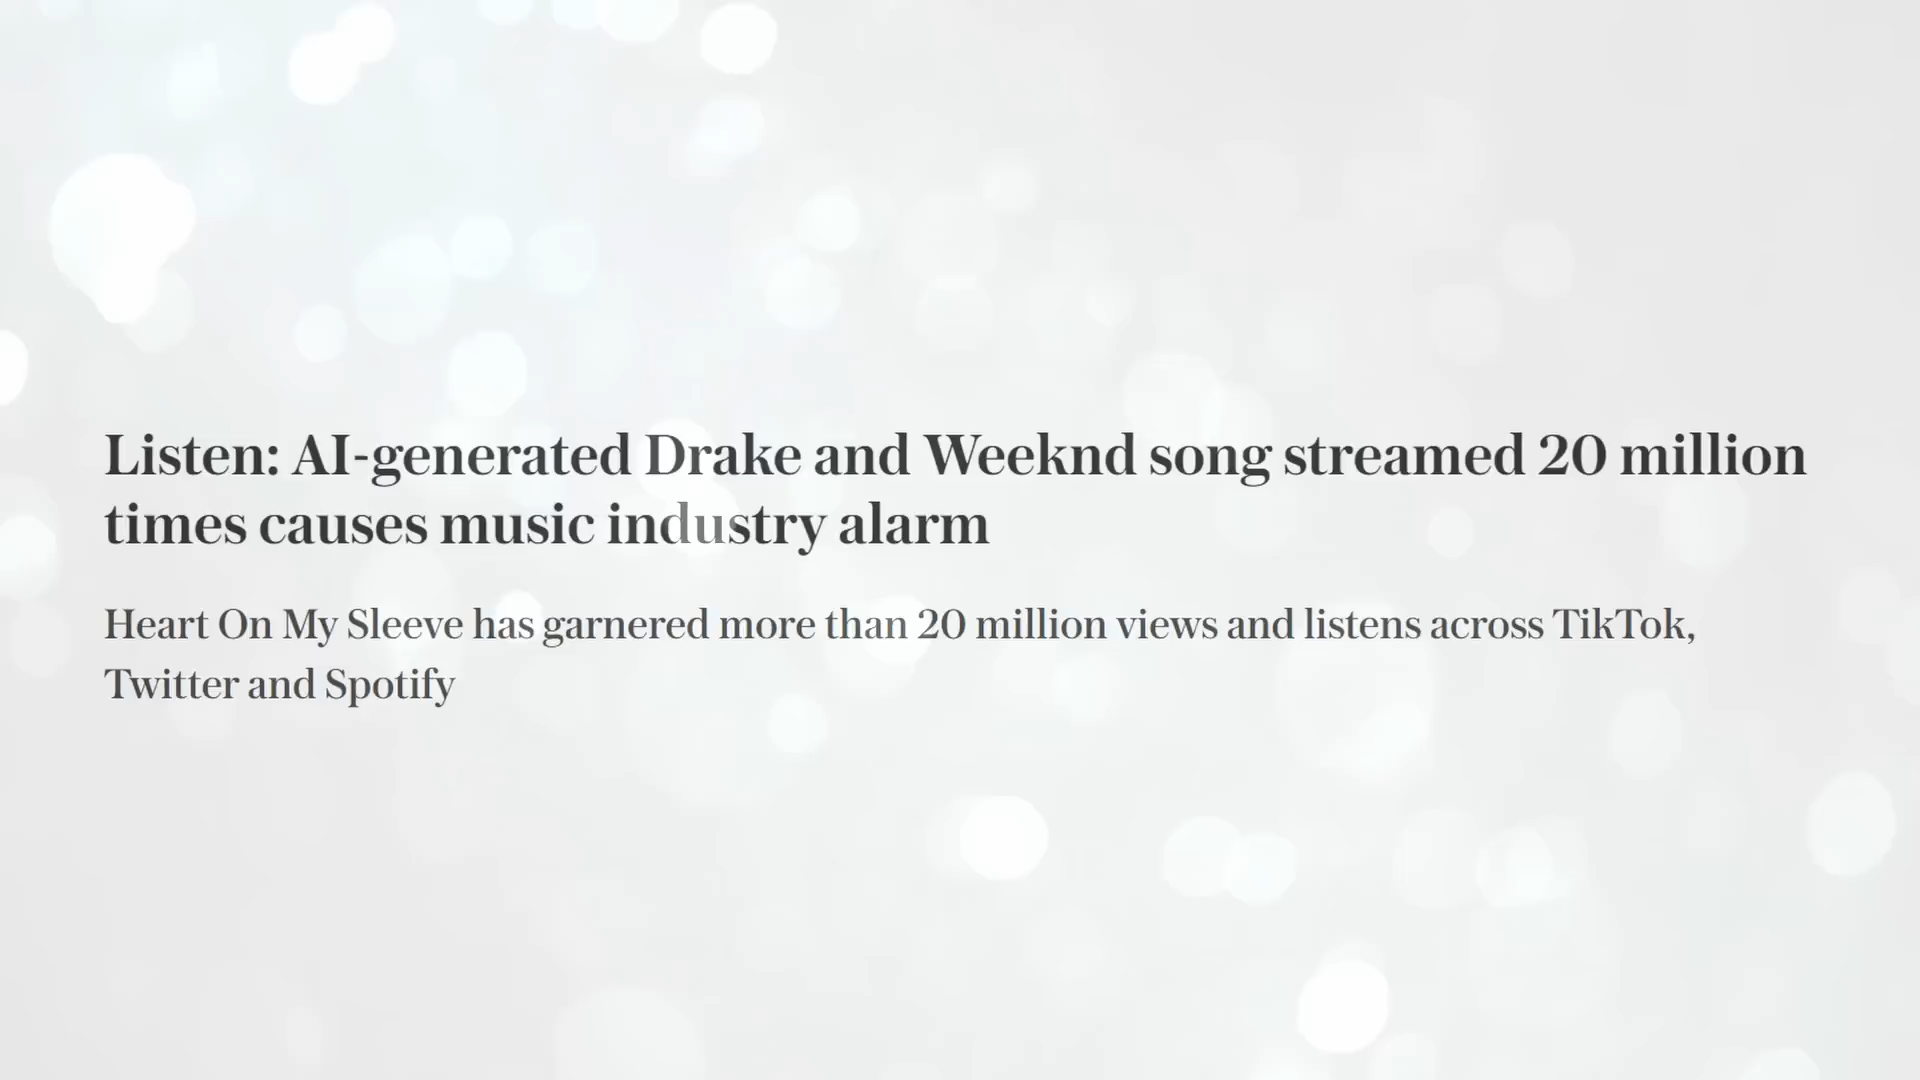 Listen: AI-generated Drake and Weeknd song streamed 20 million
times causes music industry alarm
Heart On My Sleeve has garnered more than 20 million views and listens across TikTok,
Twitter and Spotify